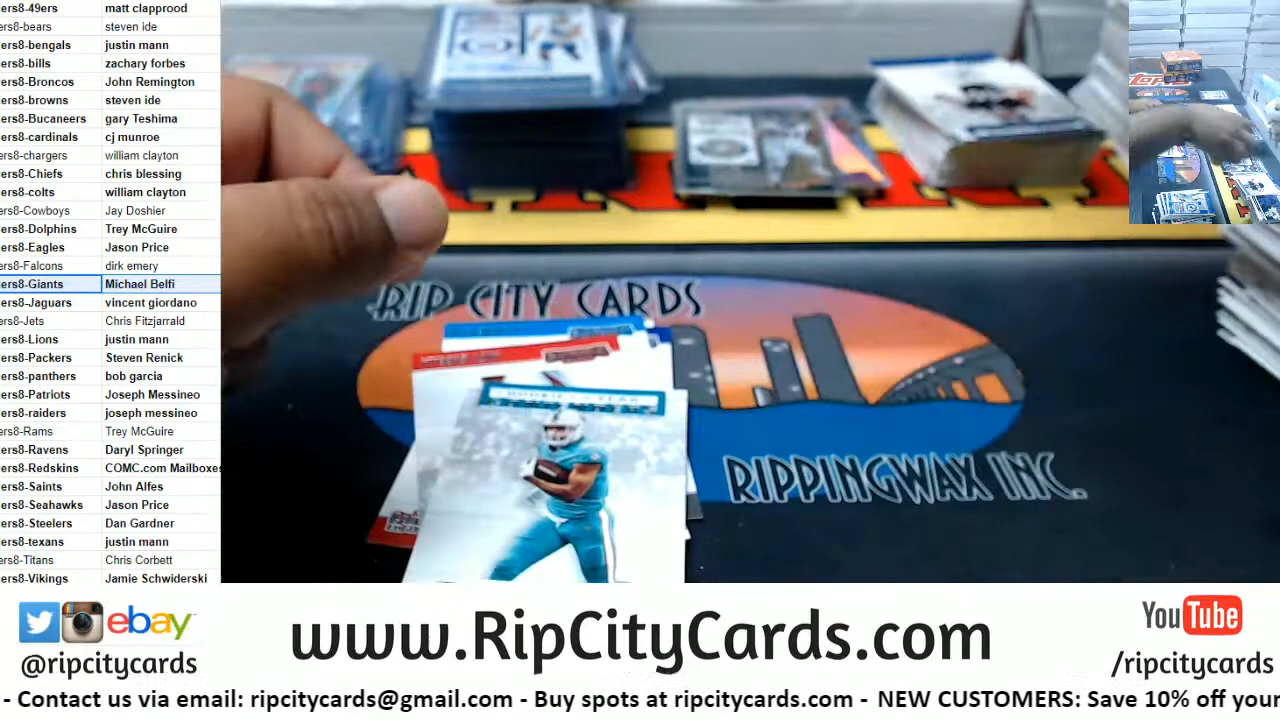 ers8-49ers matt clapprood
ers8-bears steven ide
ers8-bengals justin mann
ers8-bills zachary forbes
ers8-Broncos John Remington
ers8-browns steven ide
ers8-Bucaneers gary Teshima
ers8-cardinals cj munroe
ers8-chargers william clayton
ers8-Chiefs chris blessing
ers8-colts william clayton
ers8-Cowboys Jay Doshier
ers8-Dolphins Trey McGuire
ers8-Eagles Jason Price
ers8-Falcons dirk emery
ers8-Giants Michael Belfi
ers8-Jaguars vincent giordano
ers8-Jets Chris Fitzjarrald
ers8-Lions justin mann
ers8-Packers Steven Renick
ers8-panthers bob garcia
ers8-Patriots Joseph Messineo
ers8-raiders joseph messineo
ers8-Rams Trey McGuire
ers8-Ravens Daryl Springer
ers8-Redskins COMC.com Mailboxes
ers8-Saints John Alfes
ers8-Seahawks Jason Price
ers8-Steelers Dan Gardner
ers8-texans justin mann
ers8-Titans Chris Corbett
ers8-Vikings Jamie Schwiderski
RIP CITY CARDS
RIPPINGWAX INC.
ebay
@ripcitycards
www.RipCityCards.com
YouTube
/ripcitycards
- Contact us via email: ripcitycards@gmail.com - Buy spots at ripcitycards.com - NEW CUSTOMERS: Save 10% off your